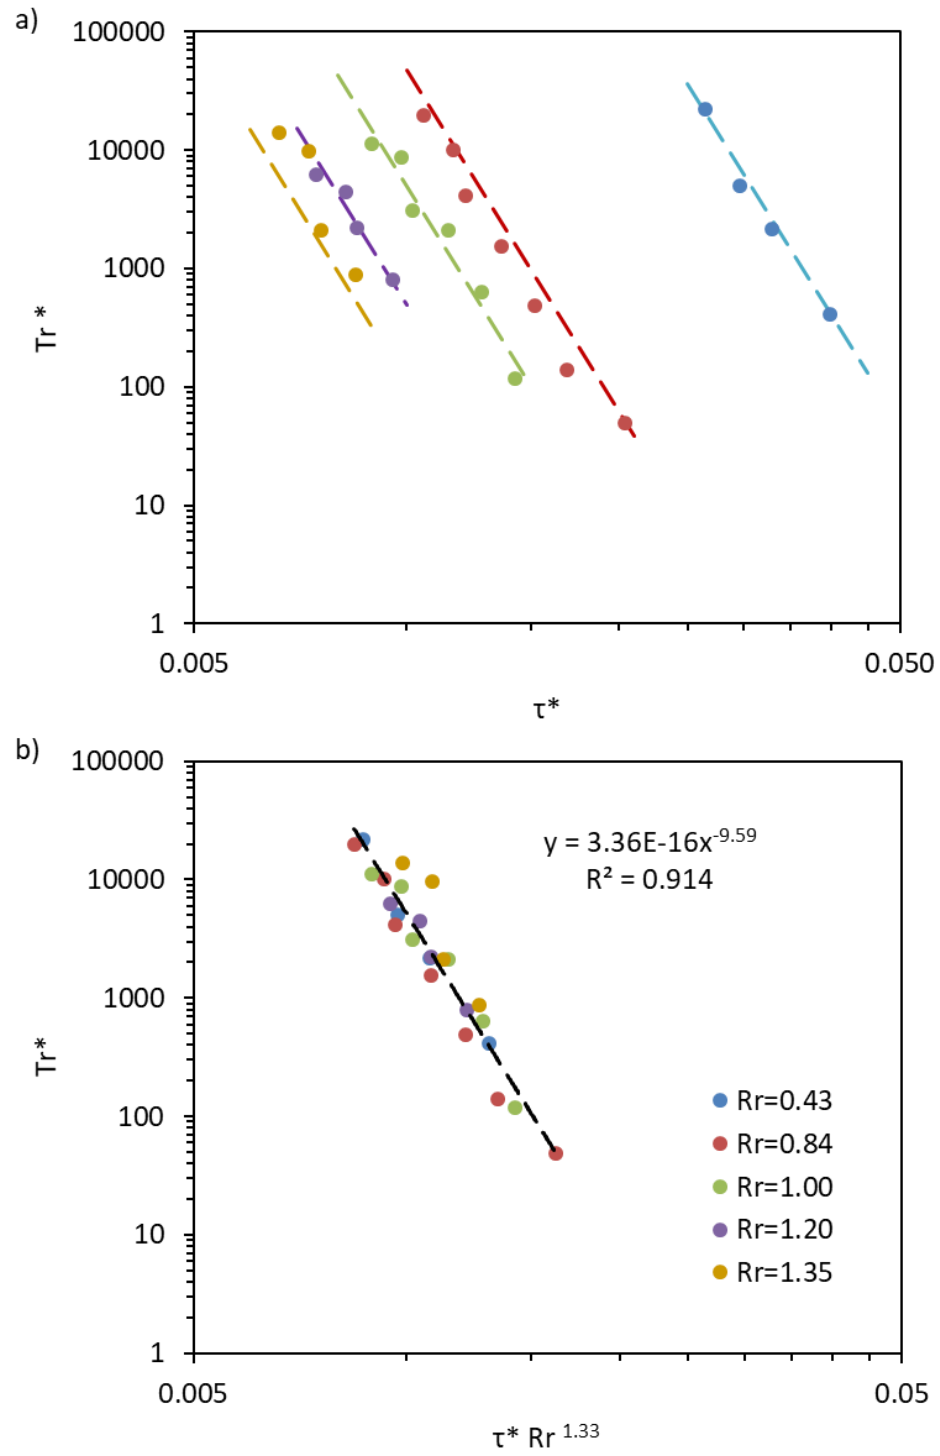 a)
100000
10000
1000
100
10
1
Tr *
0.005
0.050
τ*
b)
100000
10000
1000
100
10
1
Tr*
y = 3.36E-16x^-9.59
R² = 0.914
Rr=0.43
Rr=0.84
Rr=1.00
Rr=1.20
Rr=1.35
0.005
0.05
τ* Rr ^1.33